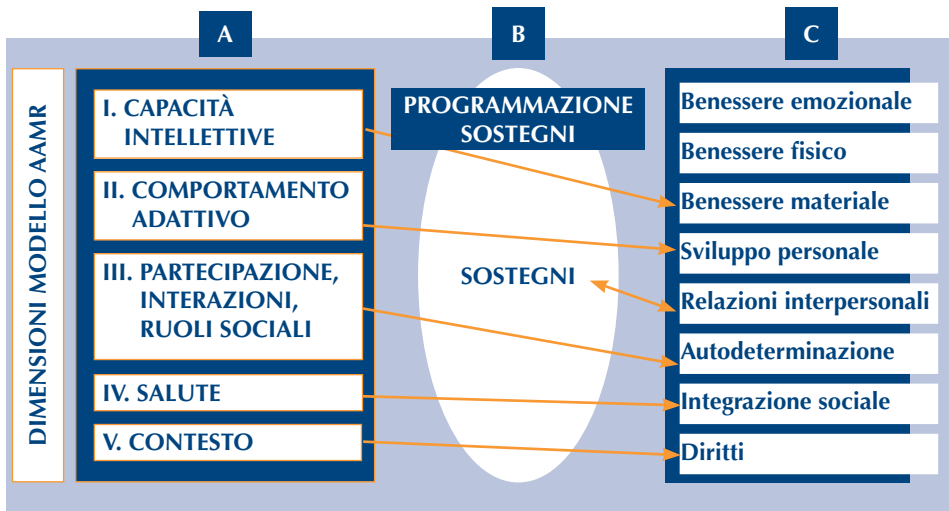 A
B
C
DIMENSIONI MODELLO AAMR
I. CAPACITÀ
INTELLETTIVE
II. COMPORTAMENTO
ADATTIVO
III. PARTECIPAZIONE,
INTERAZIONI,
RUOLI SOCIALI
IV. SALUTE
V. CONTESTO
PROGRAMMAZIONE
SOSTEGNI
SOSTEGNI
Benessere emozionale
Benessere fisico
Benessere materiale
Sviluppo personale
Relazioni interpersonali
Autodeterminazione
Integrazione sociale
Diritti